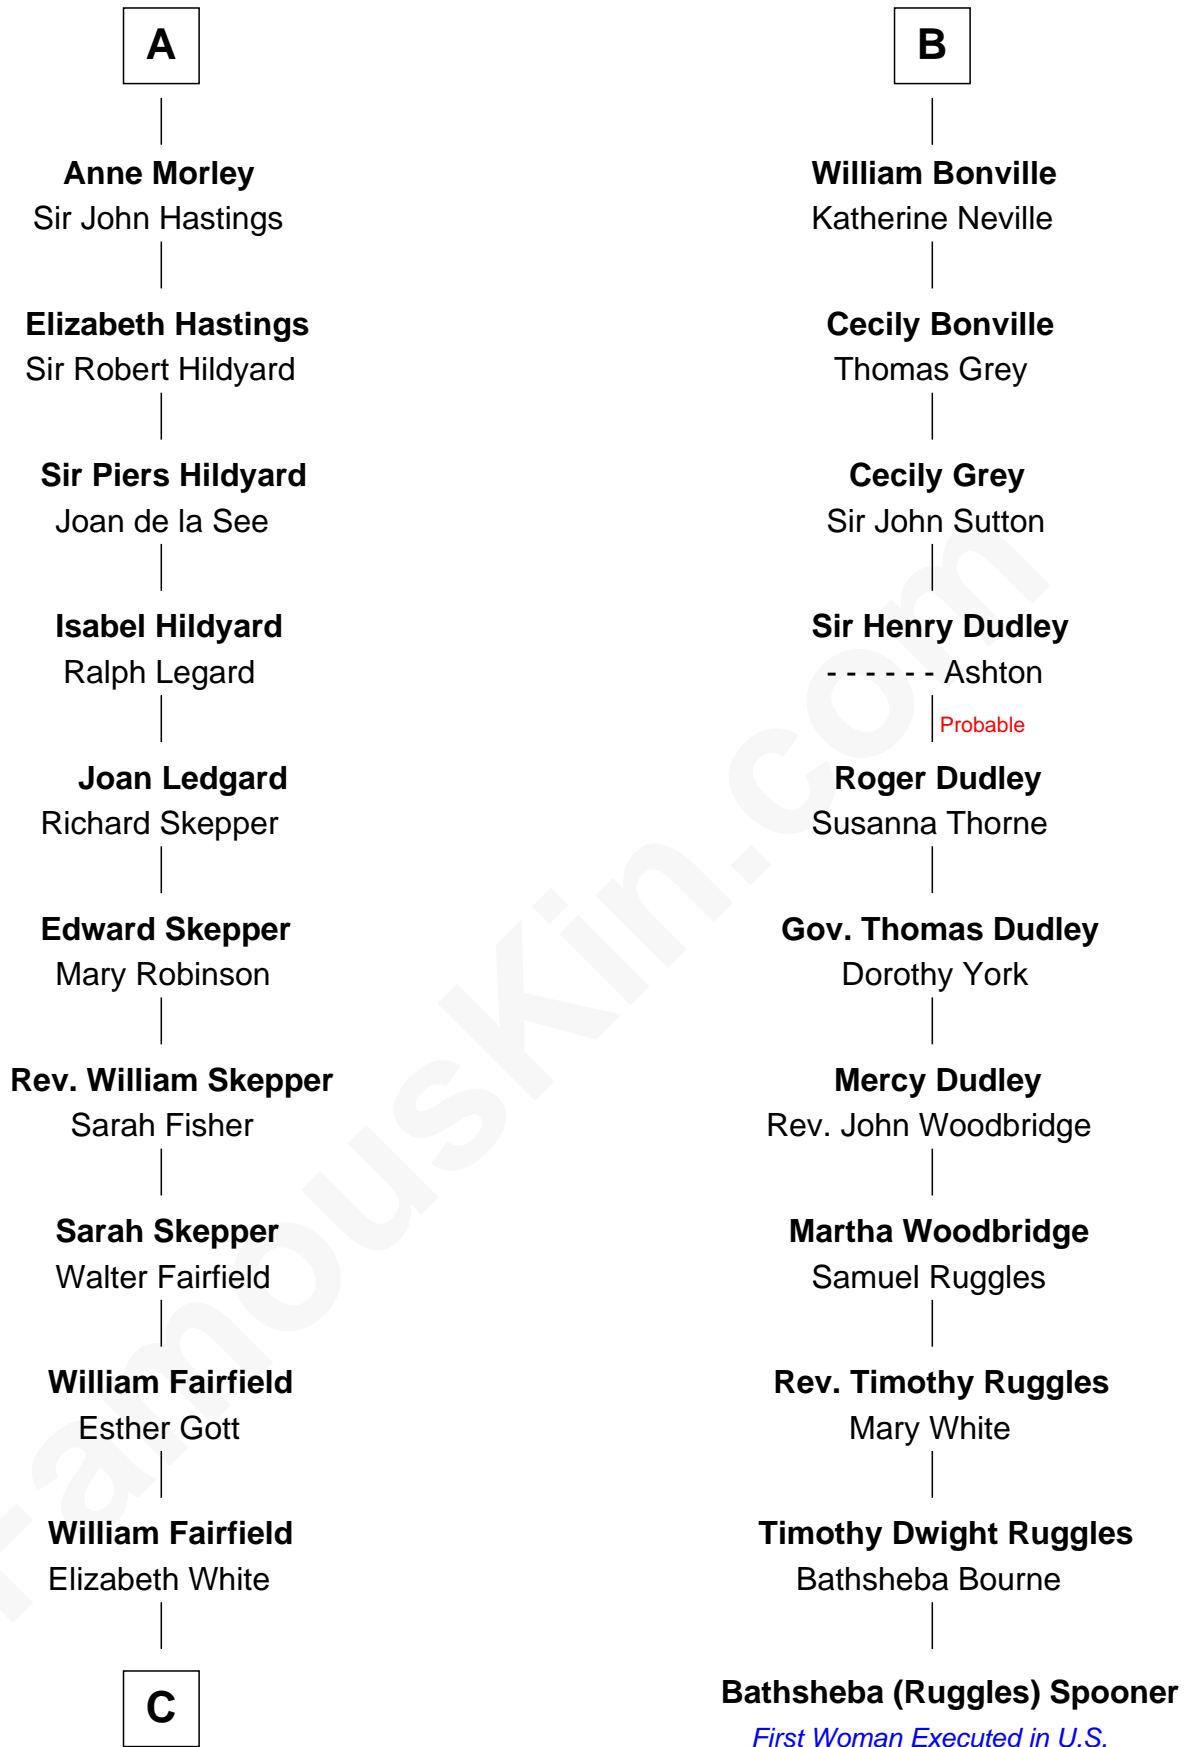 A
Anne Morley
Sir John Hastings
Elizabeth Hastings
Sir Robert Hildyard
Sir Piers Hildyard
Joan de la See
Isabel Hildyard
Ralph Legard
Joan Ledgard
Richard Skepper
Edward Skepper
Mary Robinson
Rev. William Skepper
Sarah Fisher
Sarah Skepper
Walter Fairfield
William Fairfield
Esther Gott
William Fairfield
Elizabeth White
C
B
William Bonville
Katherine Neville
Cecily Bonville
Thomas Grey
Cecily Grey
Sir John Sutton
Sir Henry Dudley
- - - - - - Ashton
Probable
Roger Dudley
Susanna Thorne
Gov. Thomas Dudley
Dorothy York
Mercy Dudley
Rev. John Woodbridge
Martha Woodbridge
Samuel Ruggles
Rev. Timothy Ruggles
Mary White
Timothy Dwight Ruggles
Bathsheba Bourne
Bathsheba (Ruggles) Spooner
First Woman Executed in U.S.
FamousKin.com